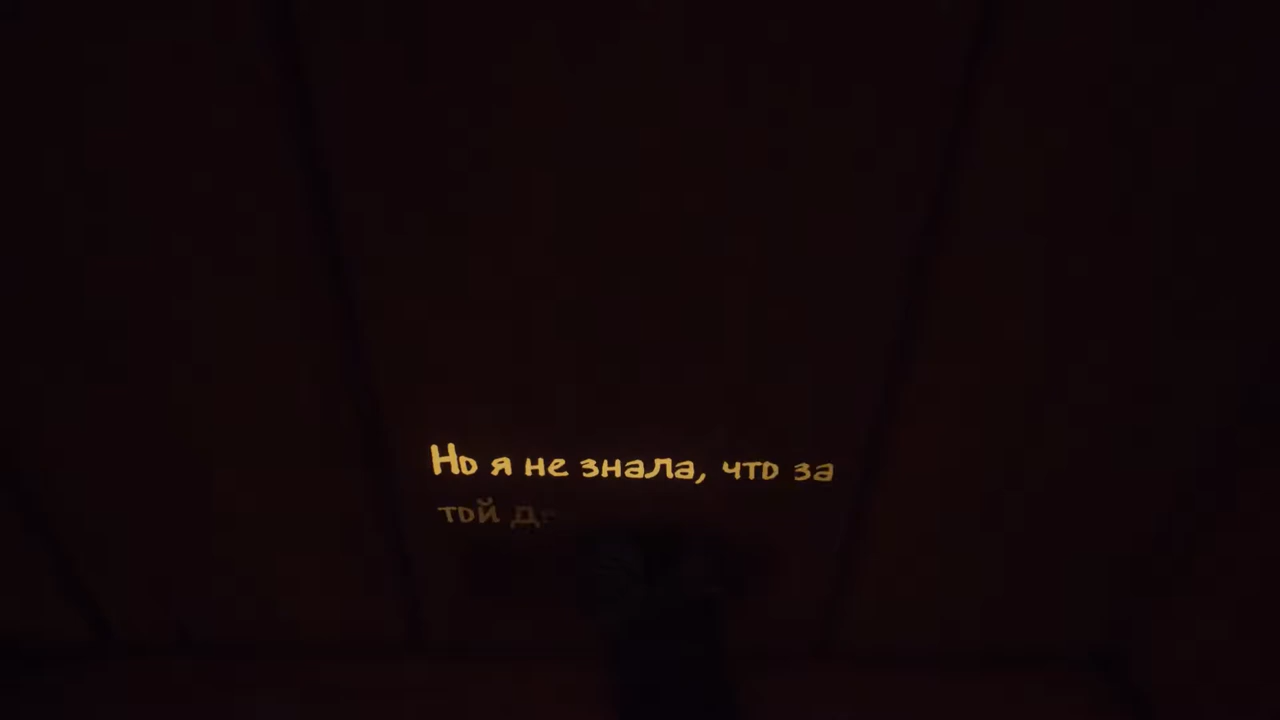 Но я не знала, что за
той